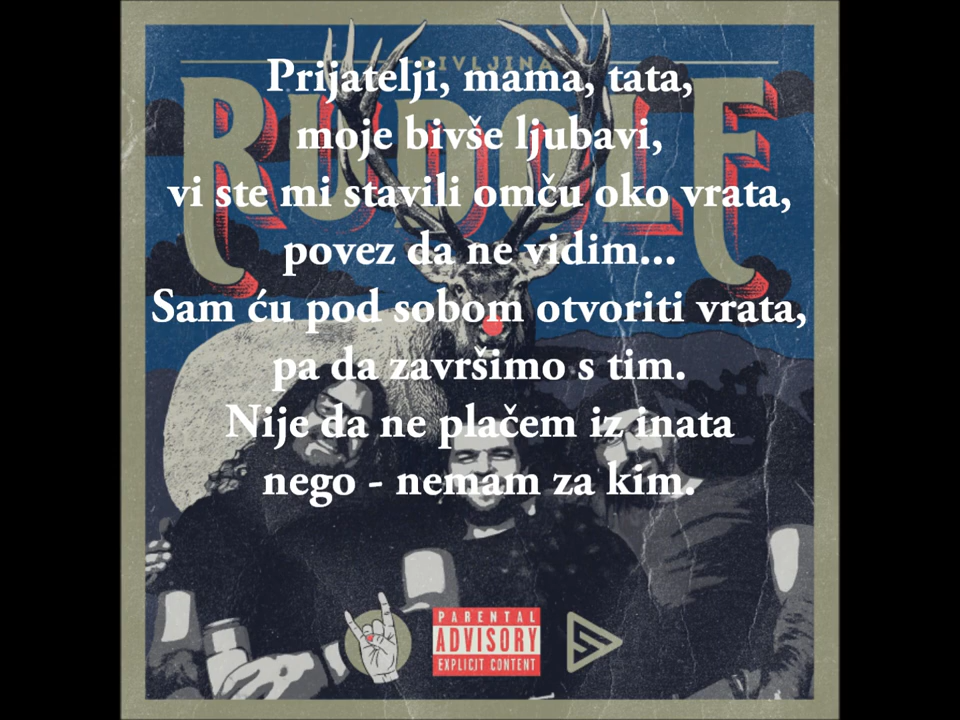 DIVLJINA
RUDOLF
Prijatelji, mama, tata,
moje bivše ljubavi,
vi ste mi stavili omču oko vrata,
povez da ne vidim...
Sam ću pod sobom otvoriti vrata,
pa da završimo s tim.
Nije da ne plačem iz inata
nego - nemam za kim.
PARENTAL
ADVISORY
EXPLICIT CONTENT